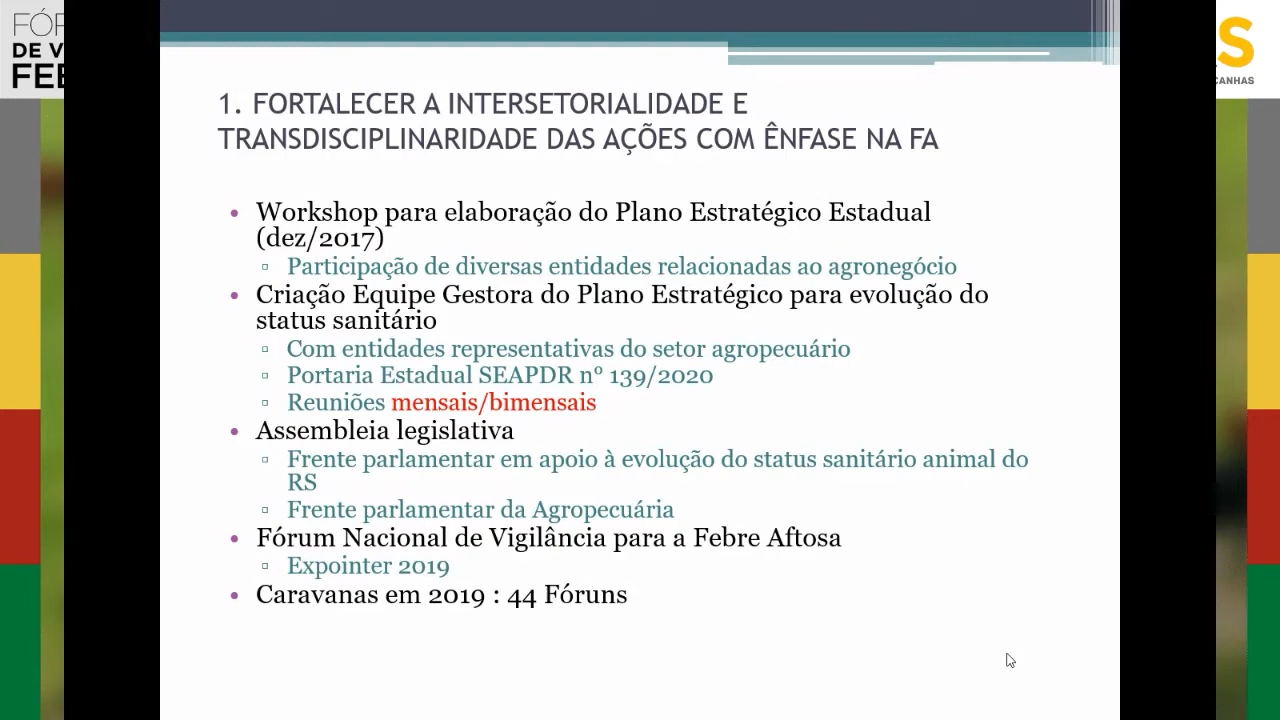 FÓR
DE V
FEB
S
CANHAS
1. FORTALECER A INTERSETORIALIDADE E
TRANSDISCIPLINARIDADE DAS AÇÕES COM ÊNFASE NA FA
• Workshop para elaboração do Plano Estratégico Estadual
(dez/2017)
▫ Participação de diversas entidades relacionadas ao agronegócio
• Criação Equipe Gestora do Plano Estratégico para evolução do
status sanitário
▫ Com entidades representativas do setor agropecuário
▫ Portaria Estadual SEAPDR n° 139/2020
▫ Reuniões mensais/bimensais
• Assembleia legislativa
▫ Frente parlamentar em apoio à evolução do status sanitário animal do
RS
▫ Frente parlamentar da Agropecuária
• Fórum Nacional de Vigilância para a Febre Aftosa
▫ Expointer 2019
• Caravanas em 2019 : 44 Fóruns